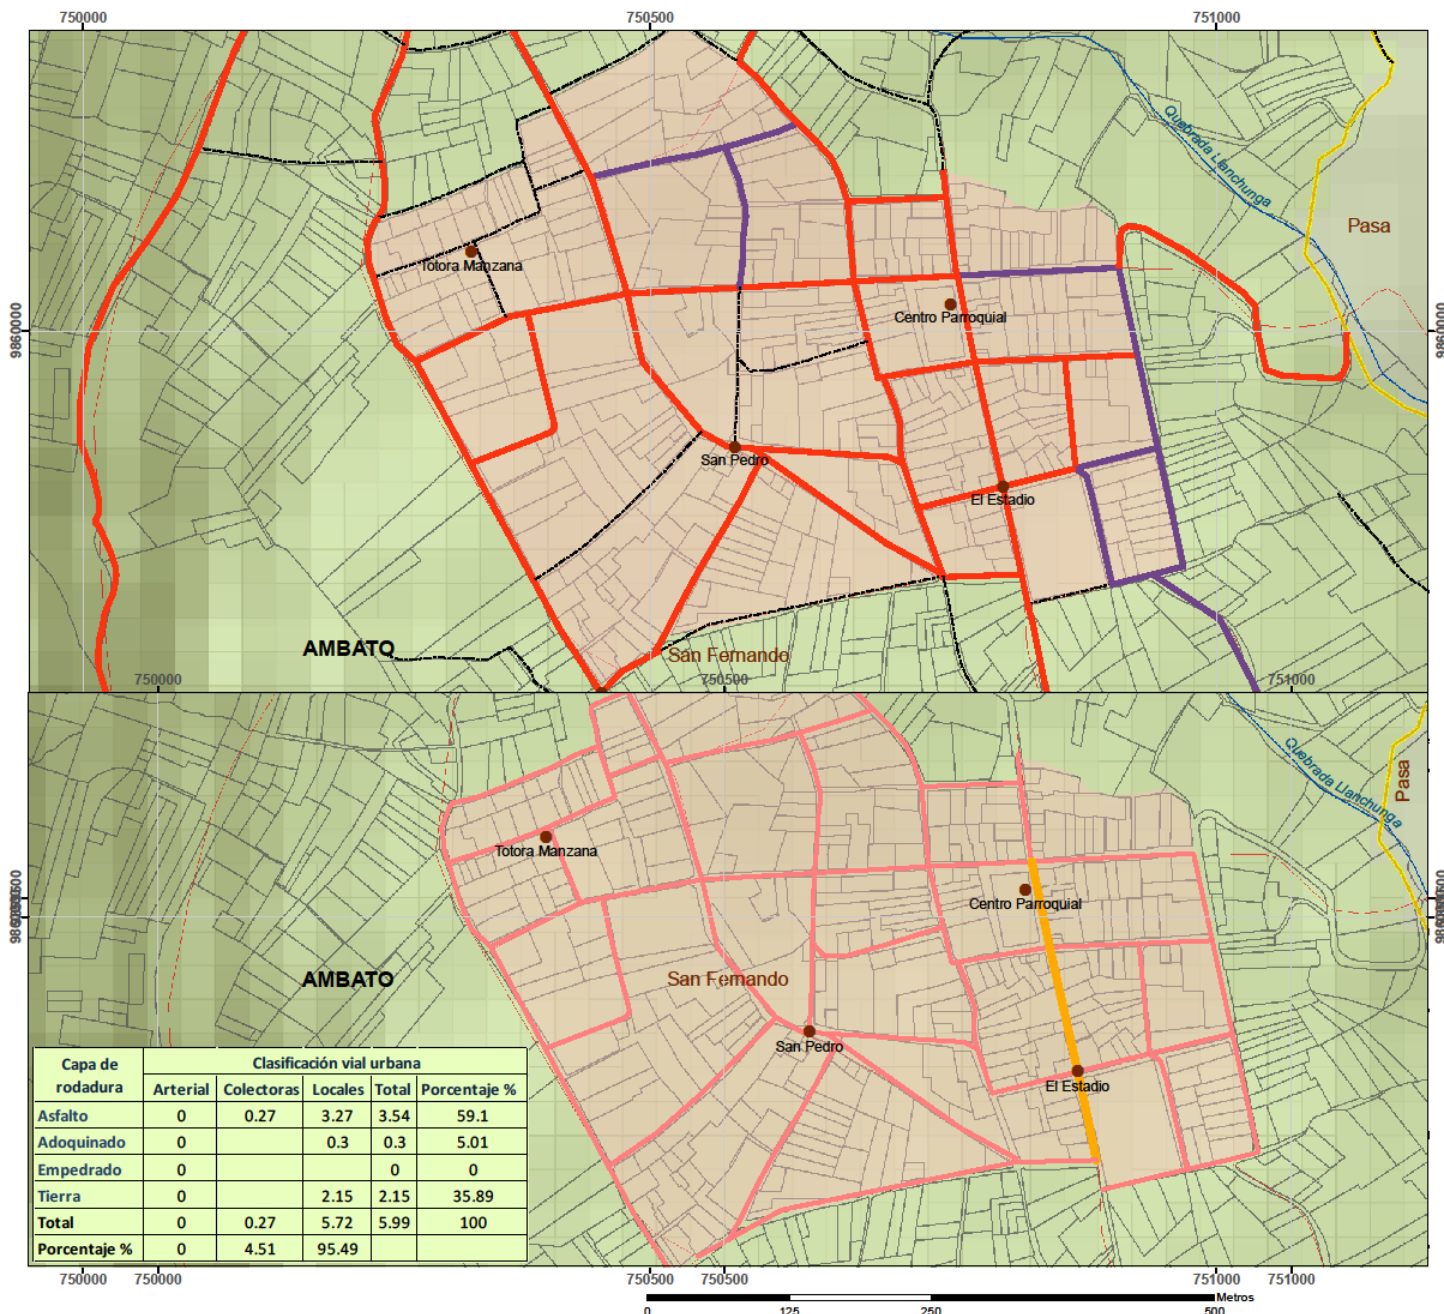 750000 750500 751000
Quebrada Llanchunga
Pasa
Totora Manzana
Centro Parroquial
9860000 9860000
San Pedro
El Estadio
AMBATO
San Fernando
750000 750500 751000
Quebrada Llanchunga
Pasa
Totora Manzana
Centro Parroquial
AMBATO
San Fernando
San Pedro
El Estadio
Capa de rodadura Clasificación vial urbana
Arterial Colectoras Locales Total Porcentaje %
Asfalto 0 0.27 3.27 3.54 59.1
Adoquinado 0 0.3 0.3 5.01
Empedrado 0 0 0
Tierra 0 2.15 2.15 35.89
Total 0 0.27 5.72 5.99 100
Porcentaje % 0 4.51 95.49
750000 750000 750500 750500 751000 751000
Metros
0 125 250 500